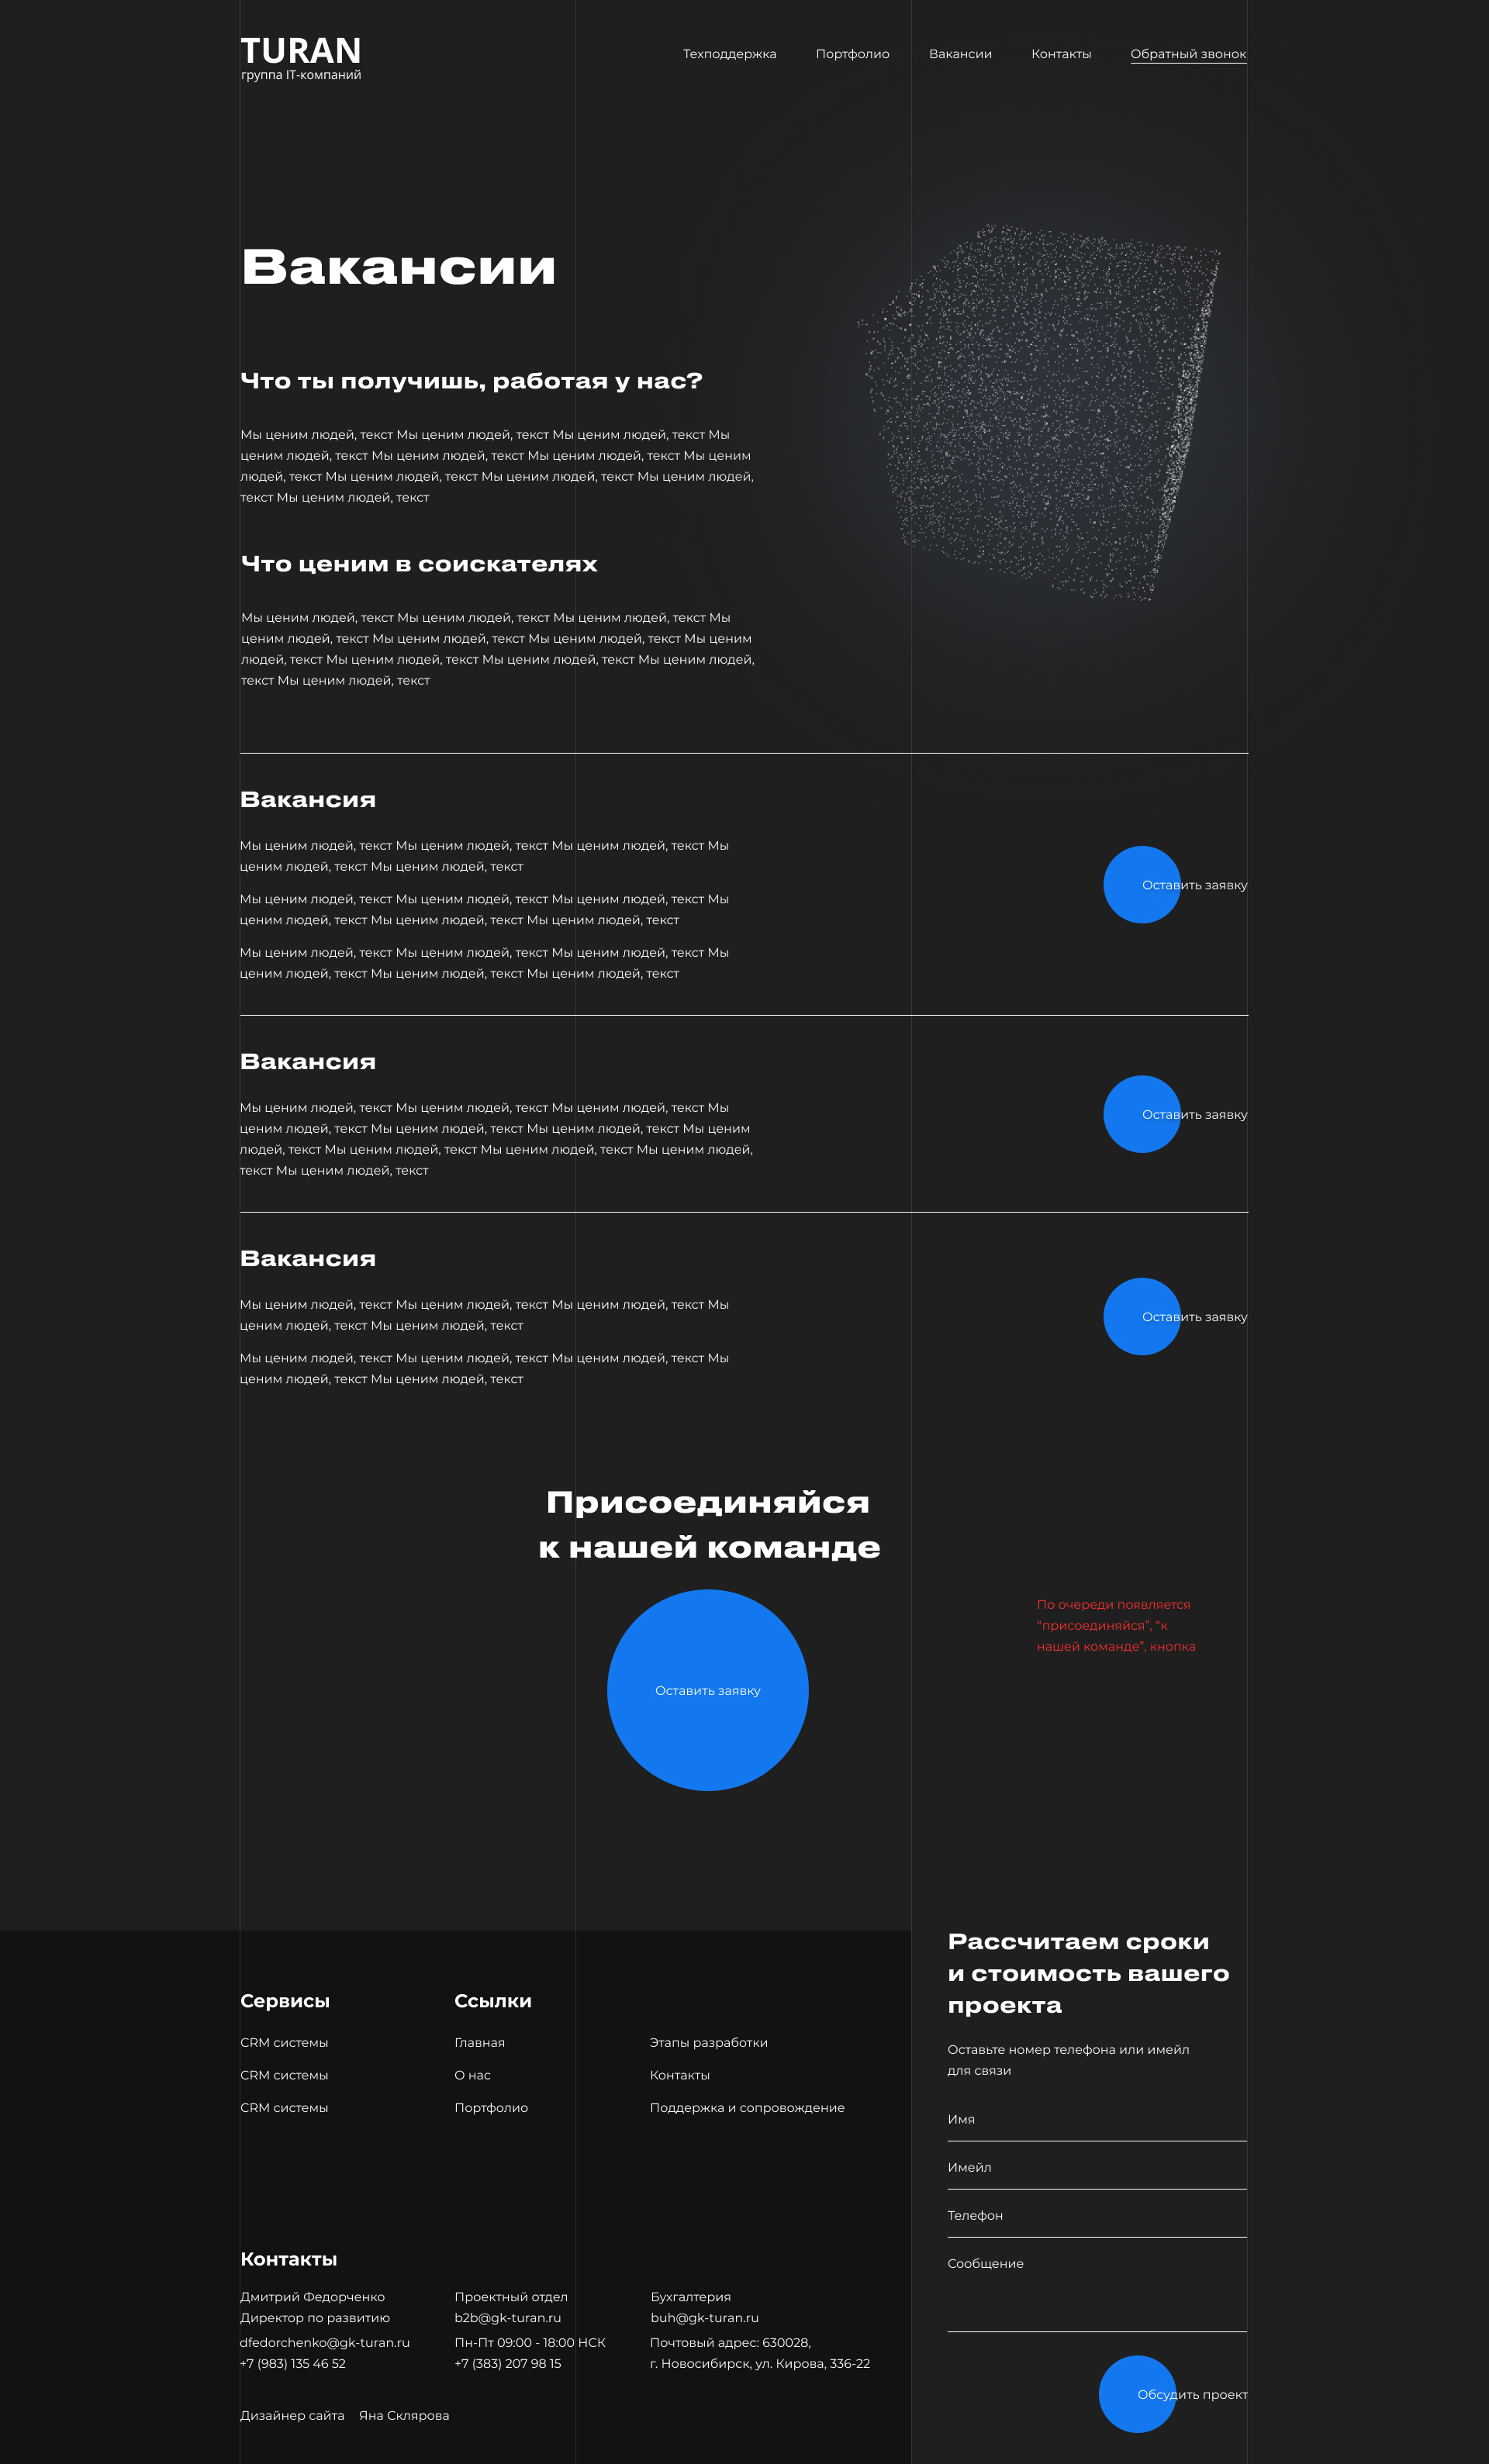 TURAN
группа IT-компаний
Техподдержка Портфолио Вакансии Контакты Обратный звонок
Вакансии
Что ты получишь, работая у нас?
Мы ценим людей, текст Мы ценим людей, текст Мы ценим людей, текст Мы
ценим людей, текст Мы ценим людей, текст Мы ценим людей, текст Мы ценим
людей, текст Мы ценим людей, текст Мы ценим людей, текст Мы ценим людей,
текст Мы ценим людей, текст
Что ценим в соискателях
Мы ценим людей, текст Мы ценим людей, текст Мы ценим людей, текст Мы
ценим людей, текст Мы ценим людей, текст Мы ценим людей, текст Мы ценим
людей, текст Мы ценим людей, текст Мы ценим людей, текст Мы ценим людей,
текст Мы ценим людей, текст
Вакансия
Мы ценим людей, текст Мы ценим людей, текст Мы ценим людей, текст Мы
ценим людей, текст Мы ценим людей, текст
Мы ценим людей, текст Мы ценим людей, текст Мы ценим людей, текст Мы
ценим людей, текст Мы ценим людей, текст Мы ценим людей, текст
Мы ценим людей, текст Мы ценим людей, текст Мы ценим людей, текст Мы
ценим людей, текст Мы ценим людей, текст Мы ценим людей, текст
Оставить заявку
Вакансия
Мы ценим людей, текст Мы ценим людей, текст Мы ценим людей, текст Мы
ценим людей, текст Мы ценим людей, текст Мы ценим людей, текст Мы ценим
людей, текст Мы ценим людей, текст Мы ценим людей, текст Мы ценим людей,
текст Мы ценим людей, текст
Оставить заявку
Вакансия
Мы ценим людей, текст Мы ценим людей, текст Мы ценим людей, текст Мы
ценим людей, текст Мы ценим людей, текст
Мы ценим людей, текст Мы ценим людей, текст Мы ценим людей, текст Мы
ценим людей, текст Мы ценим людей, текст
Оставить заявку
Присоединяйся
к нашей команде
Оставить заявку
По очереди появляется
“присоединяйся”, “к
нашей команде”, кнопка
Сервисы
CRM системы
CRM системы
CRM системы
Ссылки
Главная
О нас
Портфолио
Этапы разработки
Контакты
Поддержка и сопровождение
Контакты
Дмитрий Федорченко
Директор по развитию
dfedorchenko@gk-turan.ru
+7 (983) 135 46 52
Проектный отдел
b2b@gk-turan.ru
Пн-Пт 09:00 - 18:00 НСК
+7 (383) 207 98 15
Бухгалтерия
buh@gk-turan.ru
Почтовый адрес: 630028,
г. Новосибирск, ул. Кирова, 336-22
Дизайнер сайта Яна Склярова
Рассчитаем сроки
и стоимость вашего
проекта
Оставьте номер телефона или имейл
для связи
Имя
Имейл
Телефон
Сообщение
Обсудить проект